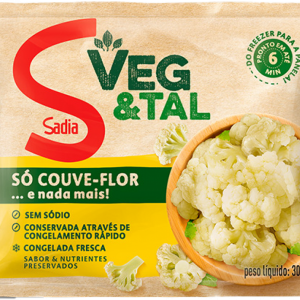 Sadia
VEG
&TAL
DO FREEZER PARA A PANELA!
PRONTO EM ATÉ
6
MIN
SÓ COUVE-FLOR
... e nada mais!
SEM SÓDIO
CONSERVADA ATRAVÉS DE
CONGELAMENTO RÁPIDO
CONGELADA FRESCA
SABOR & NUTRIENTES
PRESERVADOS
peso líquido: 30